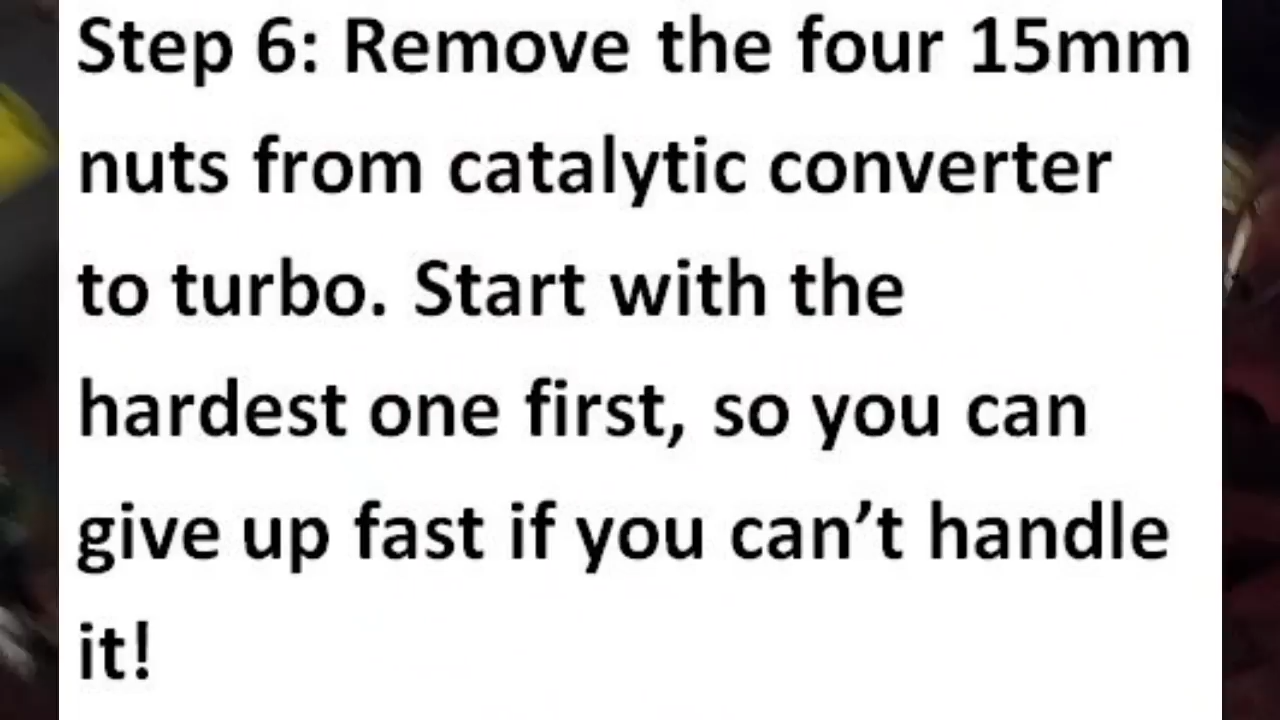 Step 6: Remove the four 15mm
nuts from catalytic converter
to turbo. Start with the
hardest one first, so you can
give up fast if you can’t handle
it!